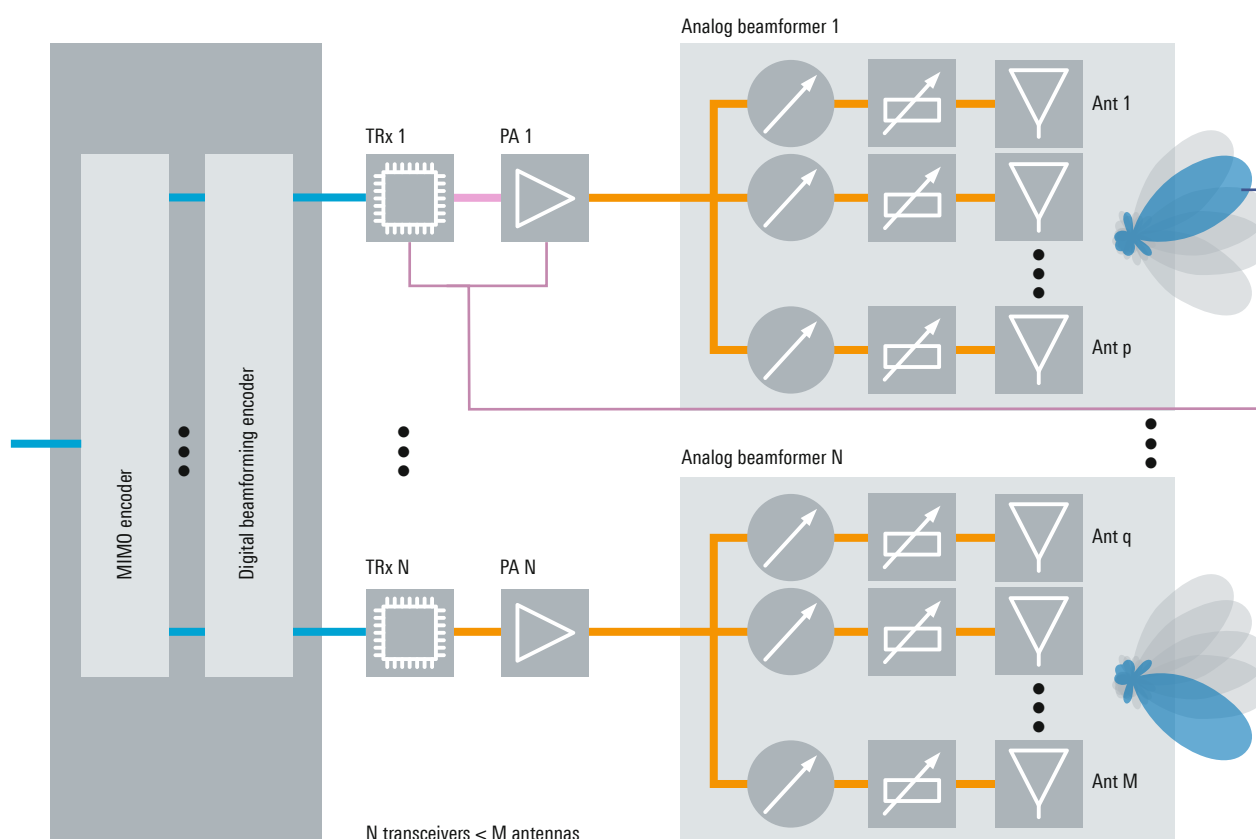 Analog beamformer 1
Ant 1
TRx 1
PA 1
Ant p
MIMO encoder
Digital beamforming encoder
Analog beamformer N
Ant q
TRx N
PA N
Ant M
N transceivers < M antennas